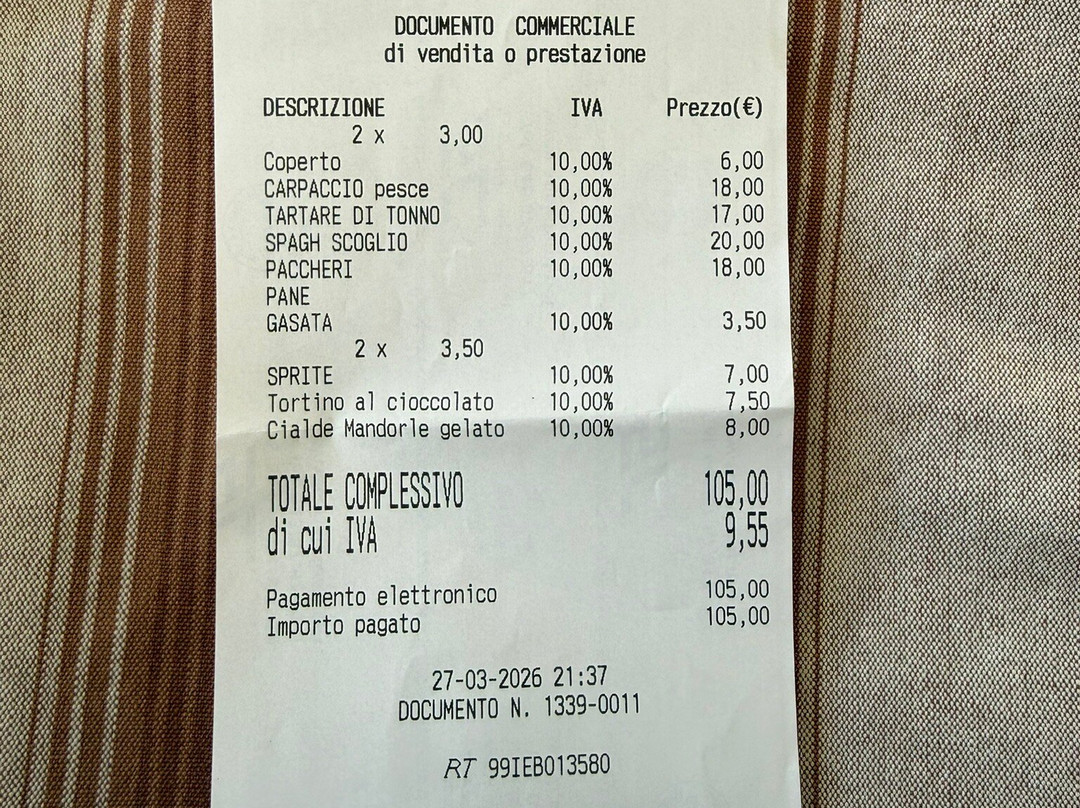 DOCUMENTO COMMERCIALE
di vendita o prestazione
DESCRIZIONE IVA Prezzo(€)
2 x 3,00
Coperto 10,00% 6,00
CARPACCIO pesce 10,00% 18,00
TARTARE DI TONNO 10,00% 17,00
SPAGH SCOGLIO 10,00% 20,00
PACCHERI 10,00% 18,00
PANE
GASATA 10,00% 3,50
2 x 3,50
SPRITE 10,00% 7,00
Tortino al cioccolato 10,00% 7,50
Cialde Mandorle gelato 10,00% 8,00
TOTALE COMPLESSIVO 105,00
di cui IVA 9,55
Pagamento elettronico 105,00
Importo pagato 105,00
27-03-2026 21:37
DOCUMENTO N. 1339-0011
RT 99IEB013580